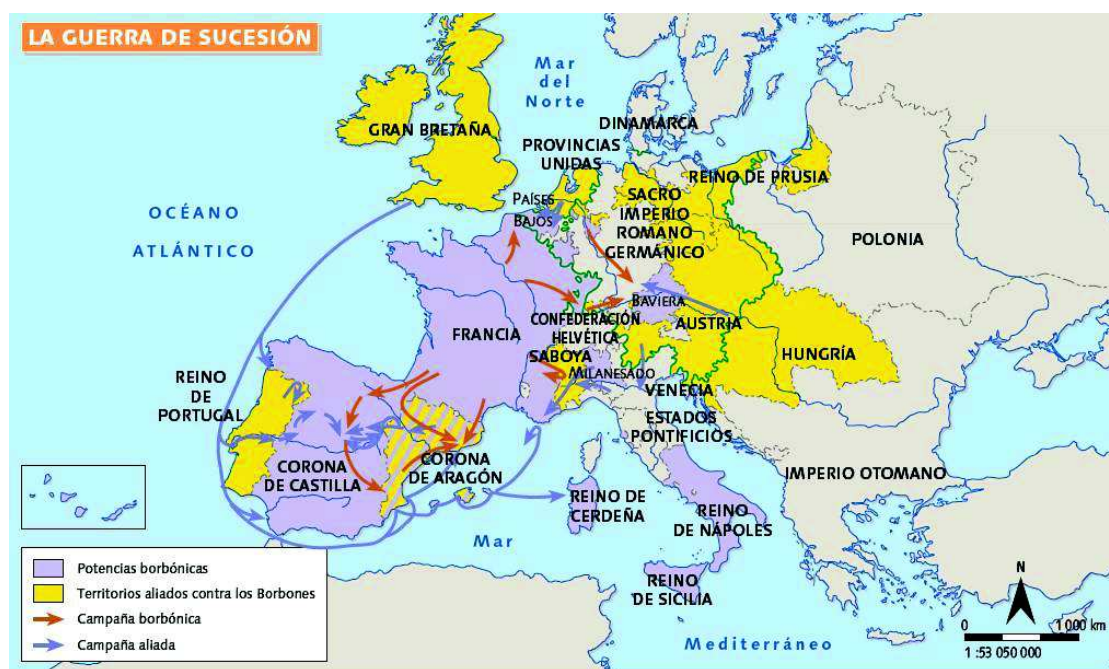 LA GUERRA DE SUCESIÓN
Mar
del
Norte
DINAMARCA
GRAN BRETAÑA
PROVINCIAS
UNIDAS
REINO DE PRUSIA
PAÍSES
BAJOS
SACRO
IMPERIO
ROMANO
GERMÁNICO
OCÉANO
ATLÁNTICO
POLONIA
BAVIERA
FRANCIA
CONFEDERACIÓN
HELVÉTICA
AUSTRIA
HUNGRÍA
SABOYA
MILANESADO
VENECIA
REINO
DE
PORTUGAL
ESTADOS
PONTIFICIOS
CORONA
DE CASTILLA
CORONA
DE ARAGÓN
IMPERIO OTOMANO
REINO DE
CERDEÑA
REINO
DE NÁPOLES
Mar
REINO
DE SICILIA
Mediterráneo
Potencias borbónicas
Territorios aliados contra los Borbones
Campaña borbónica
Campaña aliada
N
0 1 000 km
1 :53 050 000